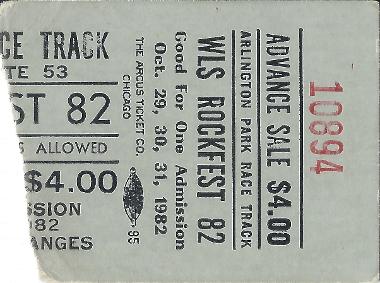 CE TRACK
TE 53
ST 82
S ALLOWED
$4.00
SSION
982
ANGES
THE ARCUS TICKET CO.
CHICAGO
85
Good For One Admission
Oct. 29, 30, 31, 1982
WLS ROCKFEST 82
ARLINGTON PARK RACE TRACK
ADVANCE SALE $4.00
10894